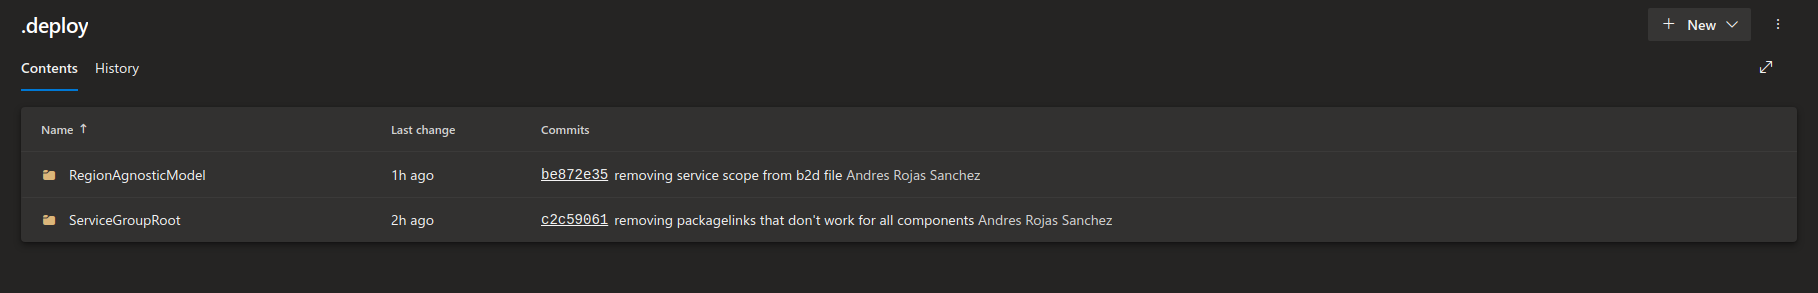 .deploy
New
Contents History
Name Last change Commits
RegionAgnosticModel 1h ago be872e35 removing service scope from b2d file Andres Rojas Sanchez
ServiceGroupRoot 2h ago c2c59061 removing packagelinks that don't work for all components Andres Rojas Sanchez